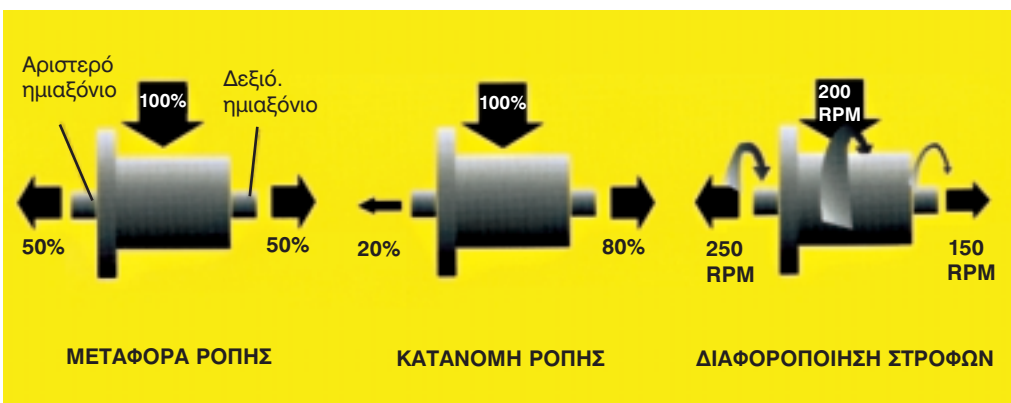 Αριστερό
ημιαξόνιο
100%
Δεξιό.
ημιαξόνιο
50%
50%
ΜΕΤΑΦΟΡΑ ΡΟΠΗΣ
100%
20%
80%
ΚΑΤΑΝΟΜΗ ΡΟΠΗΣ
200
RPM
250
RPM
150
RPM
ΔΙΑΦΟΡΟΠΟΙΗΣΗ ΣΤΡΟΦΩΝ